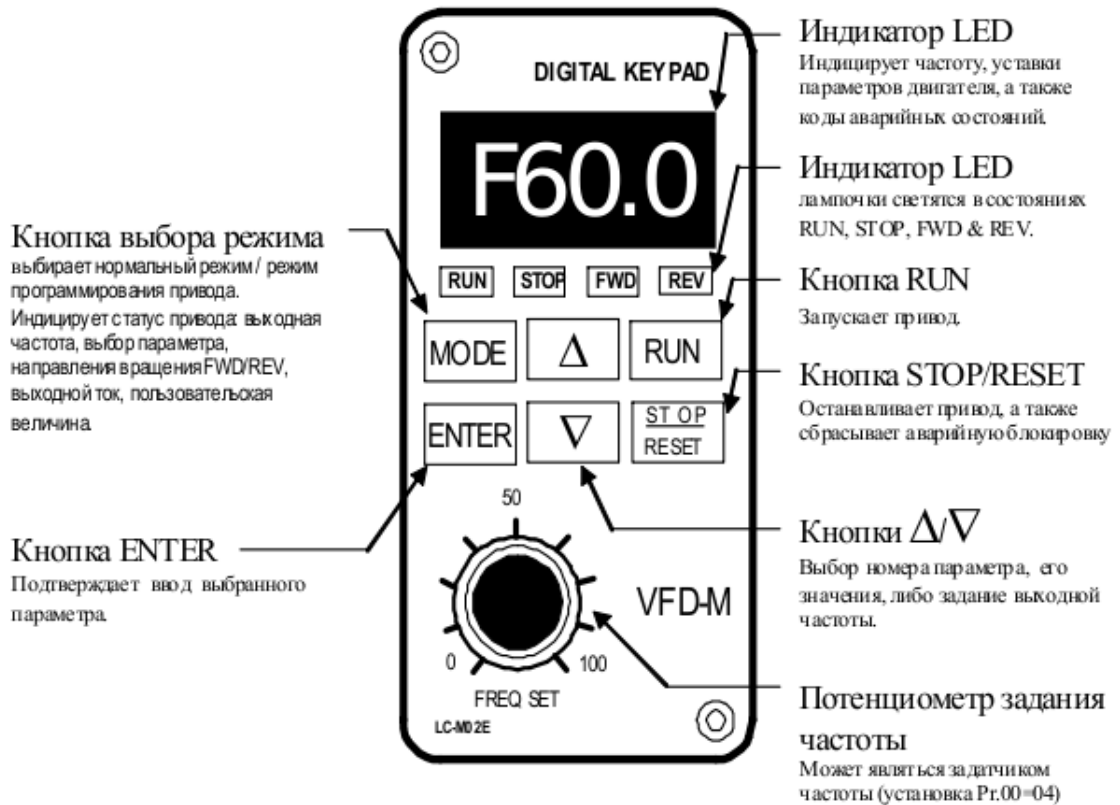 DIGITAL KEYPAD
F60.0
RUN STOP FWD REV
MODE Δ RUN
ENTER ∇ STOP
RESET
50
0 100
FREQ SET
VFD-M
LC-M02E
Кнопка выбора режима
выбирает нормальный режим / режим
программирования привода.
Индицирует статус привода: выходная
частота, выбор параметра,
направления вращения FWD/REV,
выходной ток, пользовательская
величина.
Кнопка ENTER
Подтверждает ввод выбранного
параметра.
Индикатор LED
Индицирует частоту, уставки
параметров двигателя, а также
коды аварийных состояний.
Индикатор LED
лампочки светятся в состояниях
RUN, STOP, FWD & REV.
Кнопка RUN
Запускает привод.
Кнопка STOP/RESET
Останавливает привод, а также
сбрасывает аварийную блокировку
Кнопки Δ/∇
Выбор номера параметра, его
значения, либо задание выходной
частоты.
Потенциометр задания
частоты
Может являться задатчиком
частоты (установка Pr.00=04)